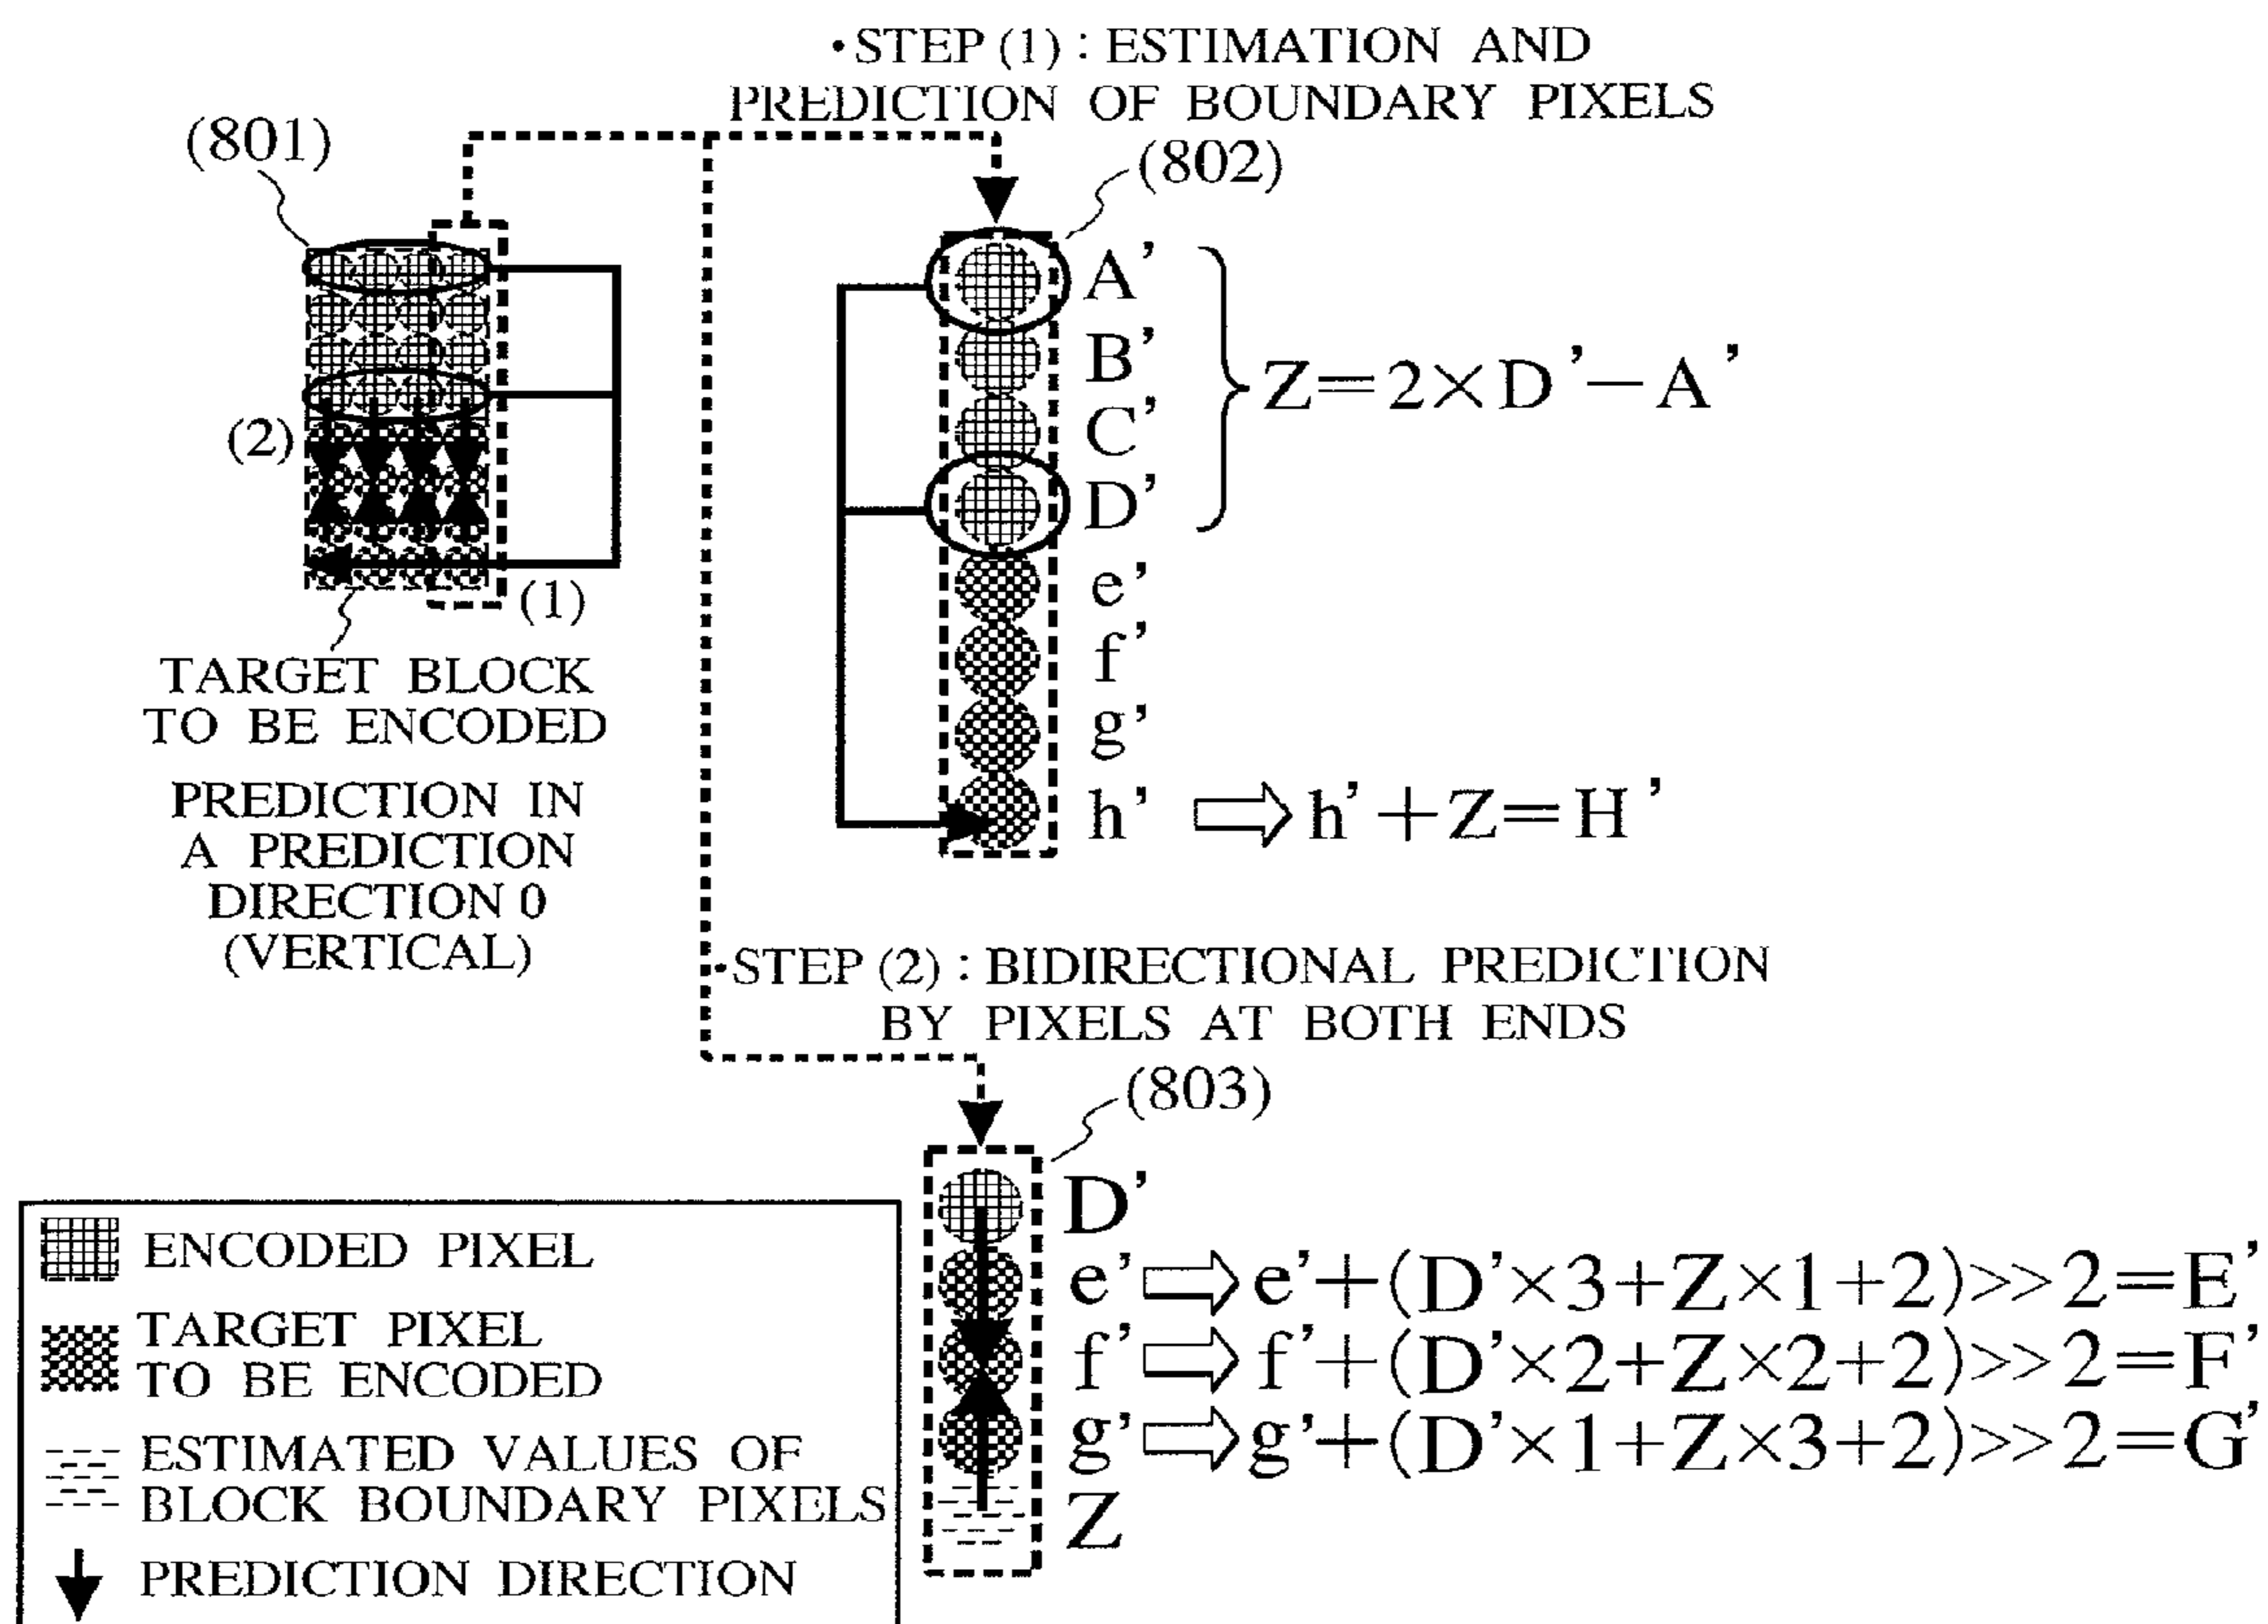 •STEP (1) : ESTIMATION AND
PREDICTION OF BOUNDARY PIXELS
(801)
(802)
A'
B'
C'
D'
Z=2×D'−A'
e'
f'
g'
h' ⇨ h'+Z=H'
(2)
(1)
TARGET BLOCK
TO BE ENCODED
PREDICTION IN
A PREDICTION
DIRECTION 0
(VERTICAL)
•STEP (2) : BIDIRECTIONAL PREDICTION
BY PIXELS AT BOTH ENDS
(803)
D'
e' ⇨ e'+(D'×3+Z×1+2)>>2=E'
f' ⇨ f'+(D'×2+Z×2+2)>>2=F'
g' ⇨ g'+(D'×1+Z×3+2)>>2=G'
Z
ENCODED PIXEL
TARGET PIXEL
TO BE ENCODED
ESTIMATED VALUES OF
BLOCK BOUNDARY PIXELS
PREDICTION DIRECTION